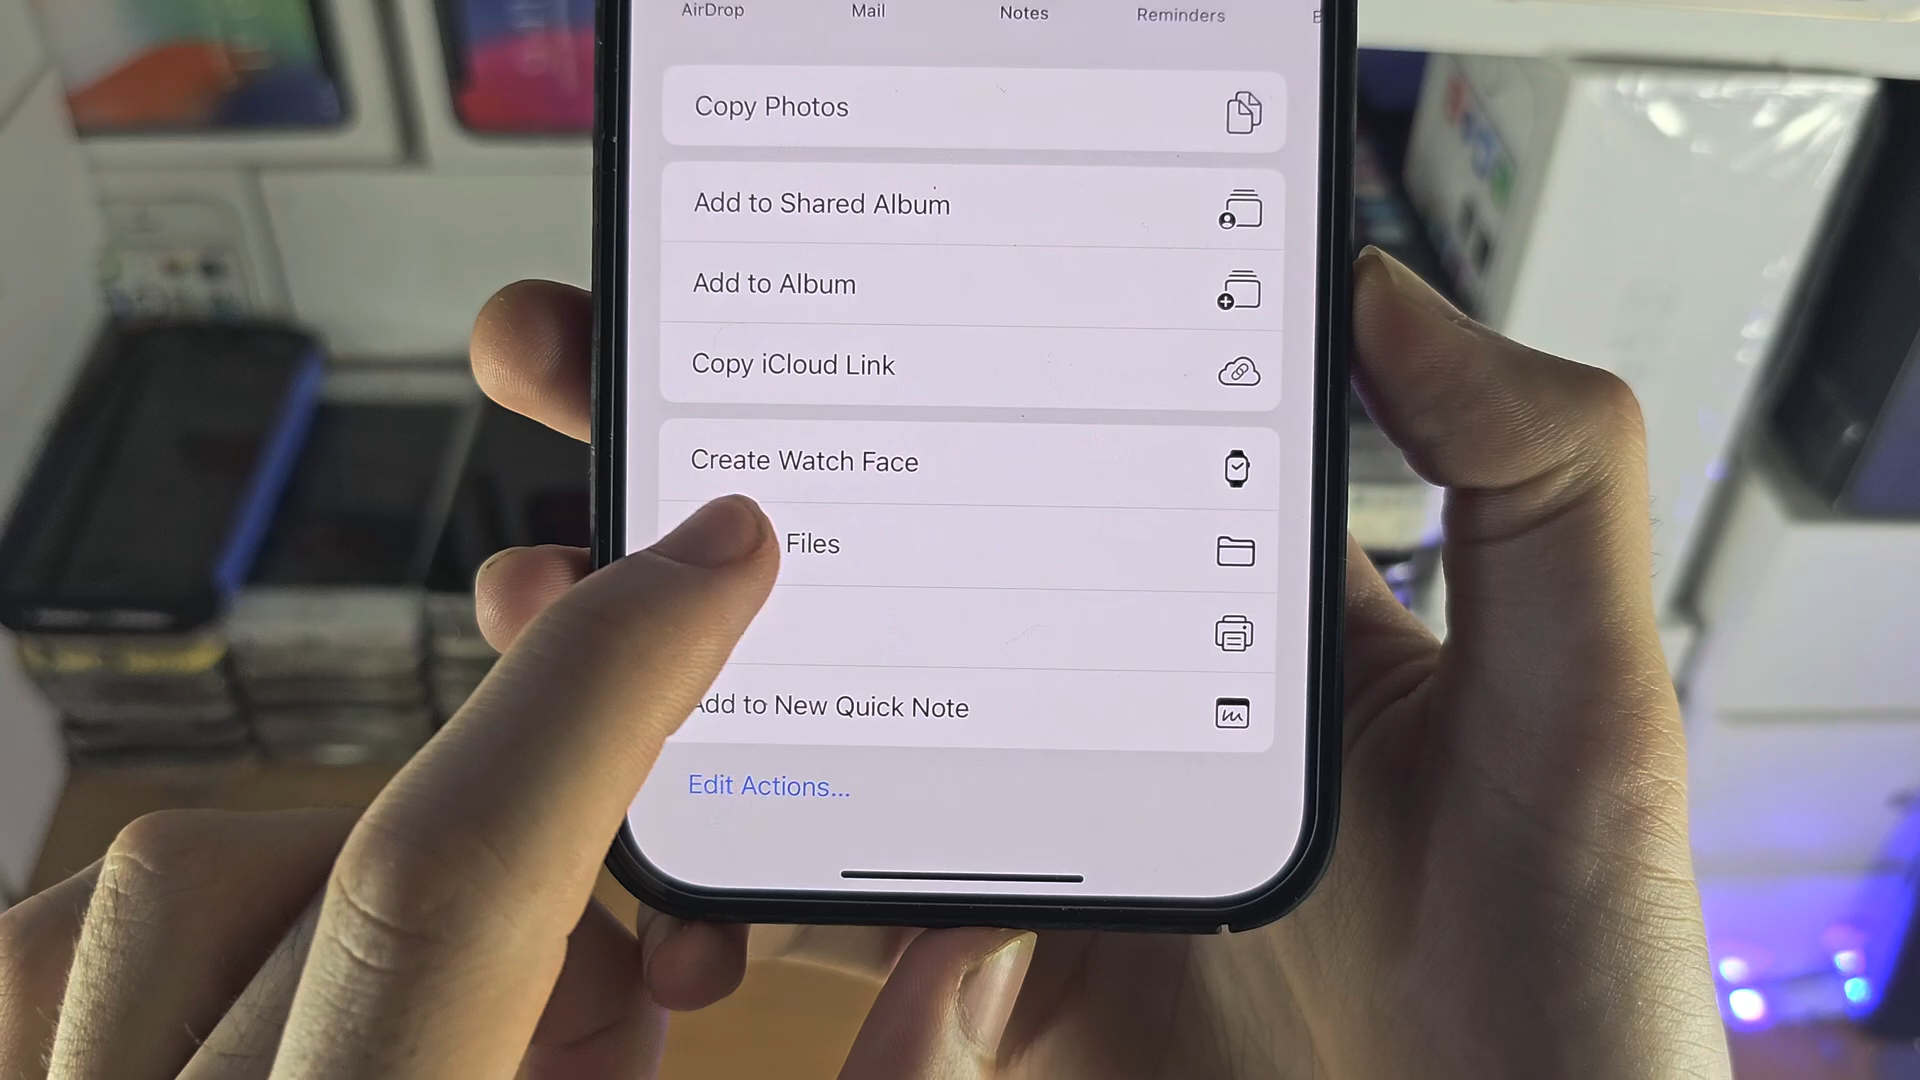 AirDrop Mail Notes Reminders
Copy Photos
Add to Shared Album
Add to Album
Copy iCloud Link
Create Watch Face
Files
Add to New Quick Note
Edit Actions...